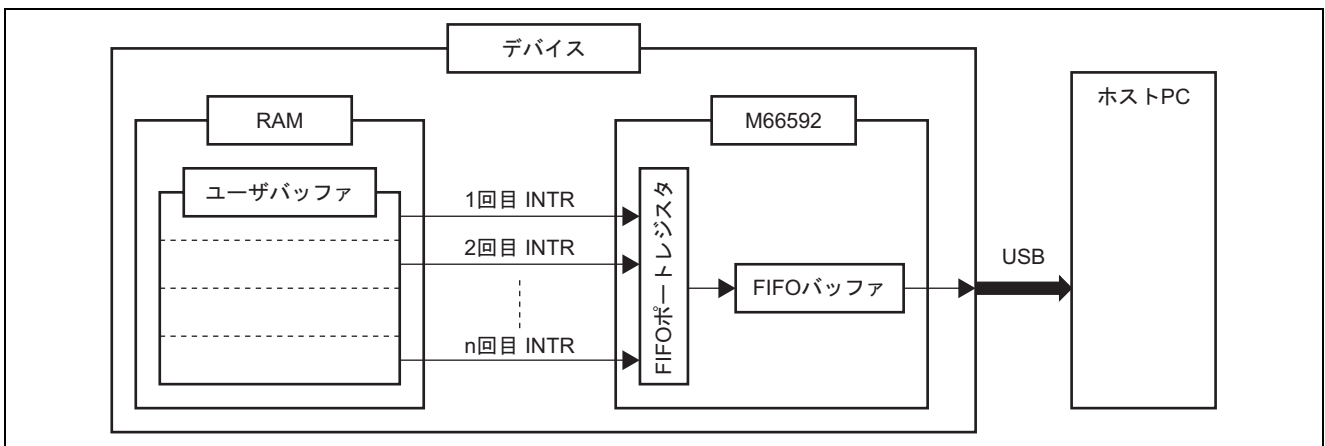 デバイス
RAM
M66592
ホストPC
ユーザバッファ
1回目 INTR
2回目 INTR
n回目 INTR
FIFOポートレジスタ
FIFOバッファ
USB